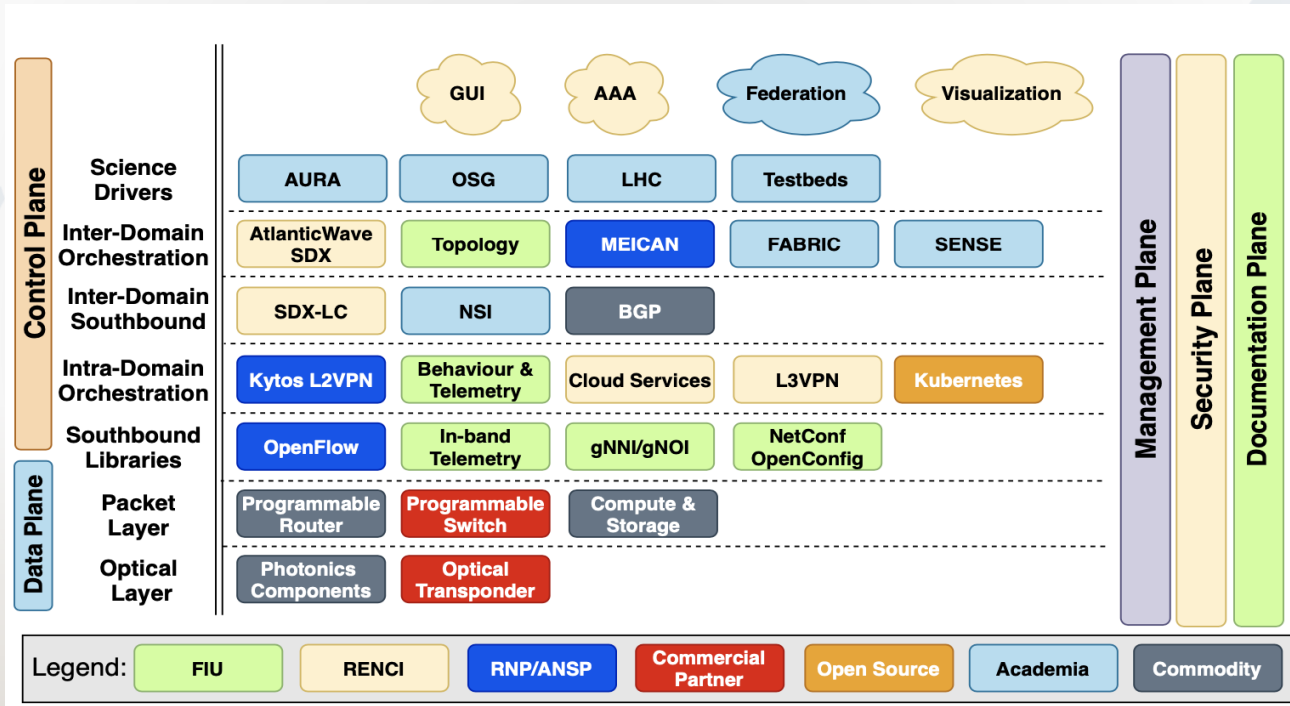 GUI
AAA
Federation
Visualization
Control Plane
Science
Drivers
AURA
OSG
LHC
Testbeds
Inter-Domain
Orchestration
AtlanticWave
SDX
Topology
MEICAN
FABRIC
SENSE
Inter-Domain
Southbound
SDX-LC
NSI
BGP
Intra-Domain
Orchestration
Kytos L2VPN
Behaviour &
Telemetry
Cloud Services
L3VPN
Kubernetes
Southbound
Libraries
OpenFlow
In-band
Telemetry
gNNI/gNOI
NetConf
OpenConfig
Data Plane
Packet
Layer
Programmable
Router
Programmable
Switch
Compute &
Storage
Optical
Layer
Photonics
Components
Optical
Transponder
Management Plane
Security Plane
Documentation Plane
Legend:
FIU
RENCI
RNP/ANSP
Commercial
Partner
Open Source
Academia
Commodity